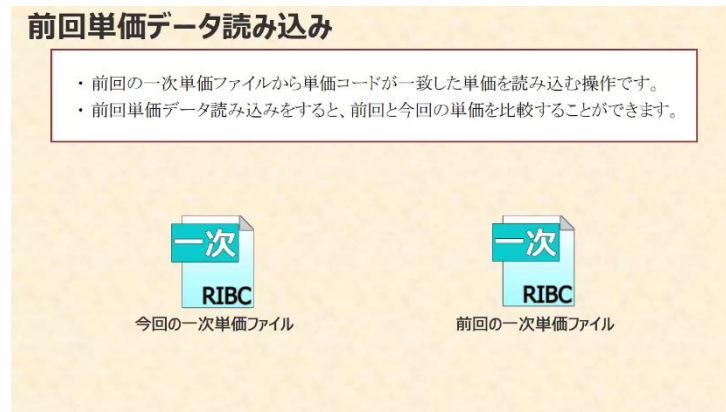 前回単価データ読み込み
・前回の一次単価ファイルから単価コードが一致した単価を読み込む操作です。
・前回単価データ読み込みをすると、前回と今回の単価を比較することができます。
一次
RIBC
今回の一次単価ファイル
一次
RIBC
前回の一次単価ファイル